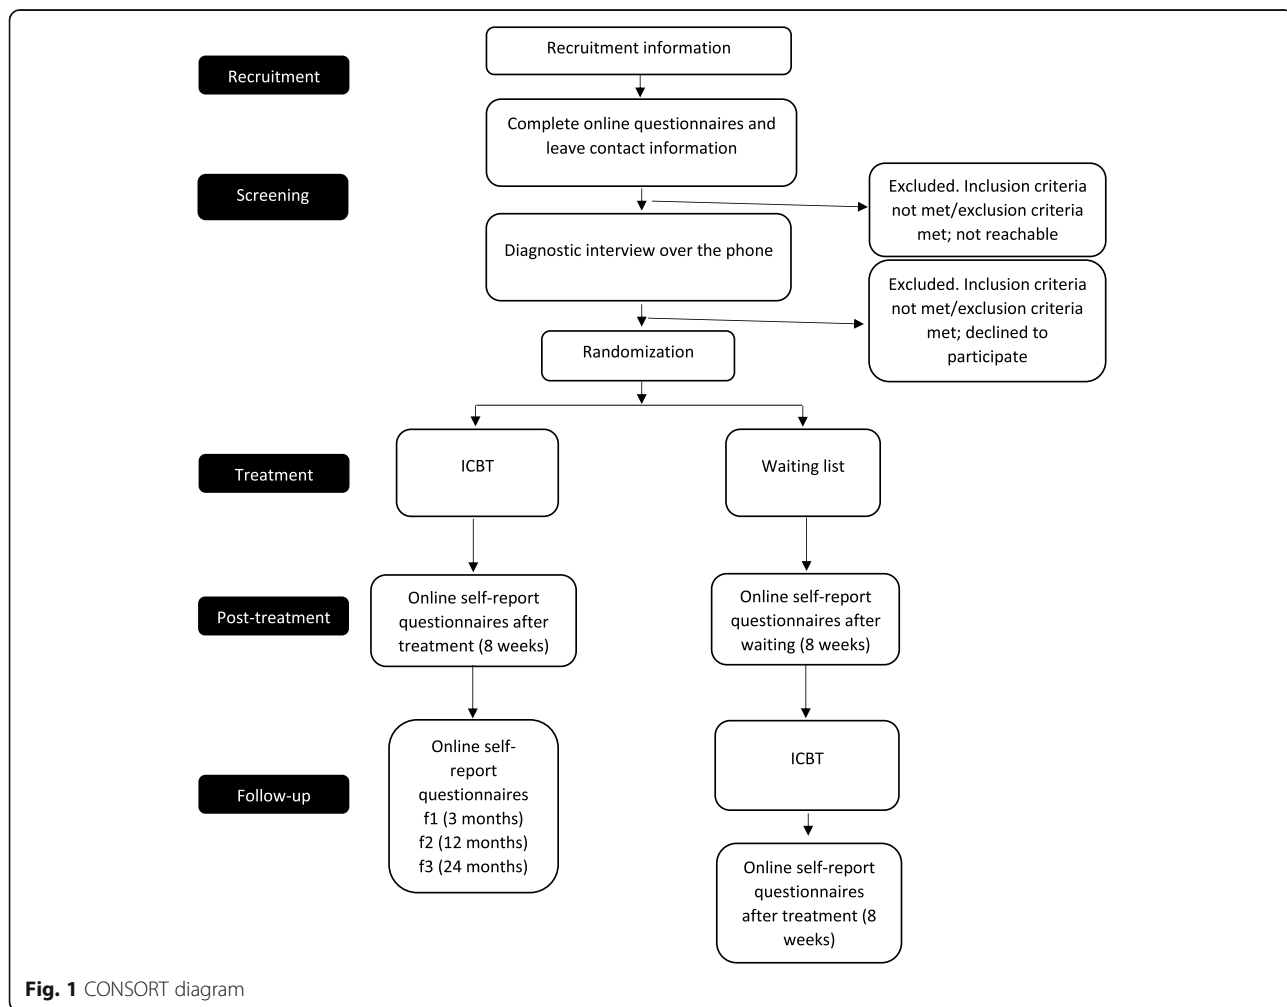 Recruitment information
Recruitment
Complete online questionnaires and
leave contact information
Screening
Excluded. Inclusion criteria
not met/exclusion criteria
met; not reachable
Diagnostic interview over the phone
Excluded. Inclusion criteria
not met/exclusion criteria
met; declined to
participate
Randomization
Treatment
ICBT
Waiting list
Post-treatment
Online self-report
questionnaires after
treatment (8 weeks)
Online self-report
questionnaires after
waiting (8 weeks)
Follow-up
Online self-
report
questionnaires
f1 (3 months)
f2 (12 months)
f3 (24 months)
ICBT
Online self-report
questionnaires
after treatment (8
weeks)
Fig. 1 CONSORT diagram